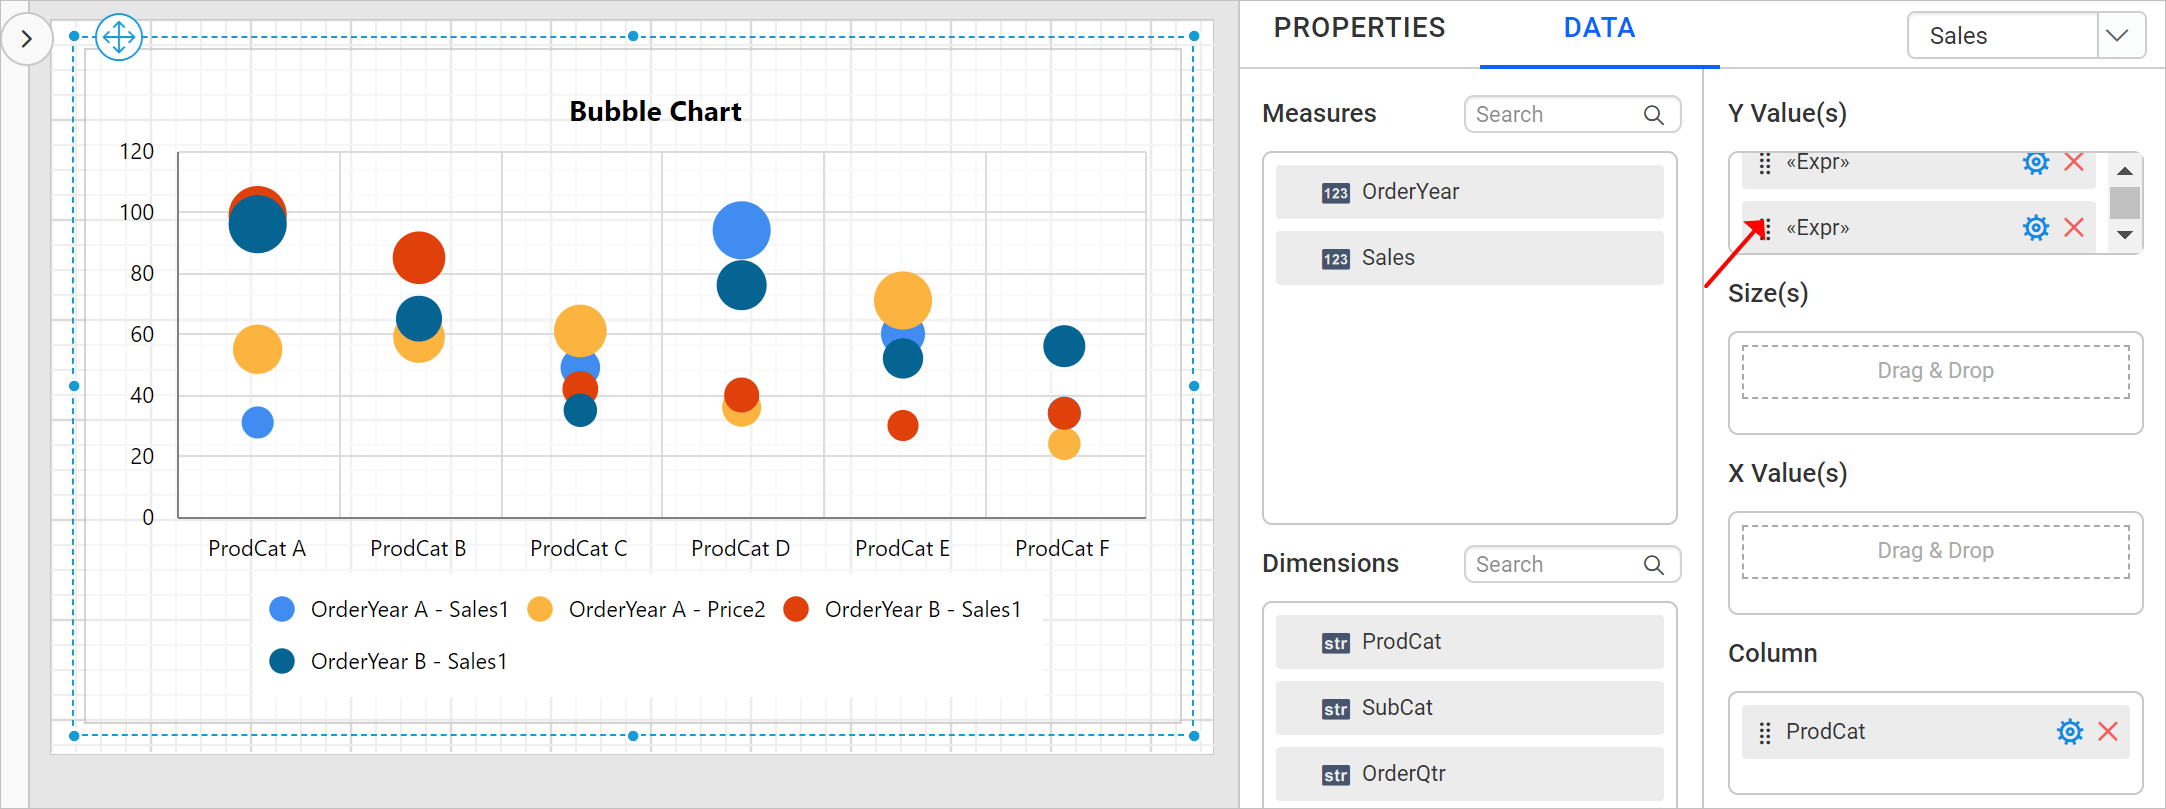 PROPERTIES
DATA
Sales
Bubble Chart
120
100
80
60
40
20
0
ProdCat A ProdCat B ProdCat C ProdCat D ProdCat E ProdCat F
OrderYear A - Sales1 OrderYear A - Price2 OrderYear B - Sales1
OrderYear B - Sales1
Measures
Search
123 OrderYear
123 Sales
Dimensions
Search
str ProdCat
str SubCat
str OrderQtr
Y Value(s)
«Expr»
«Expr»
Size(s)
Drag & Drop
X Value(s)
Drag & Drop
Column
ProdCat